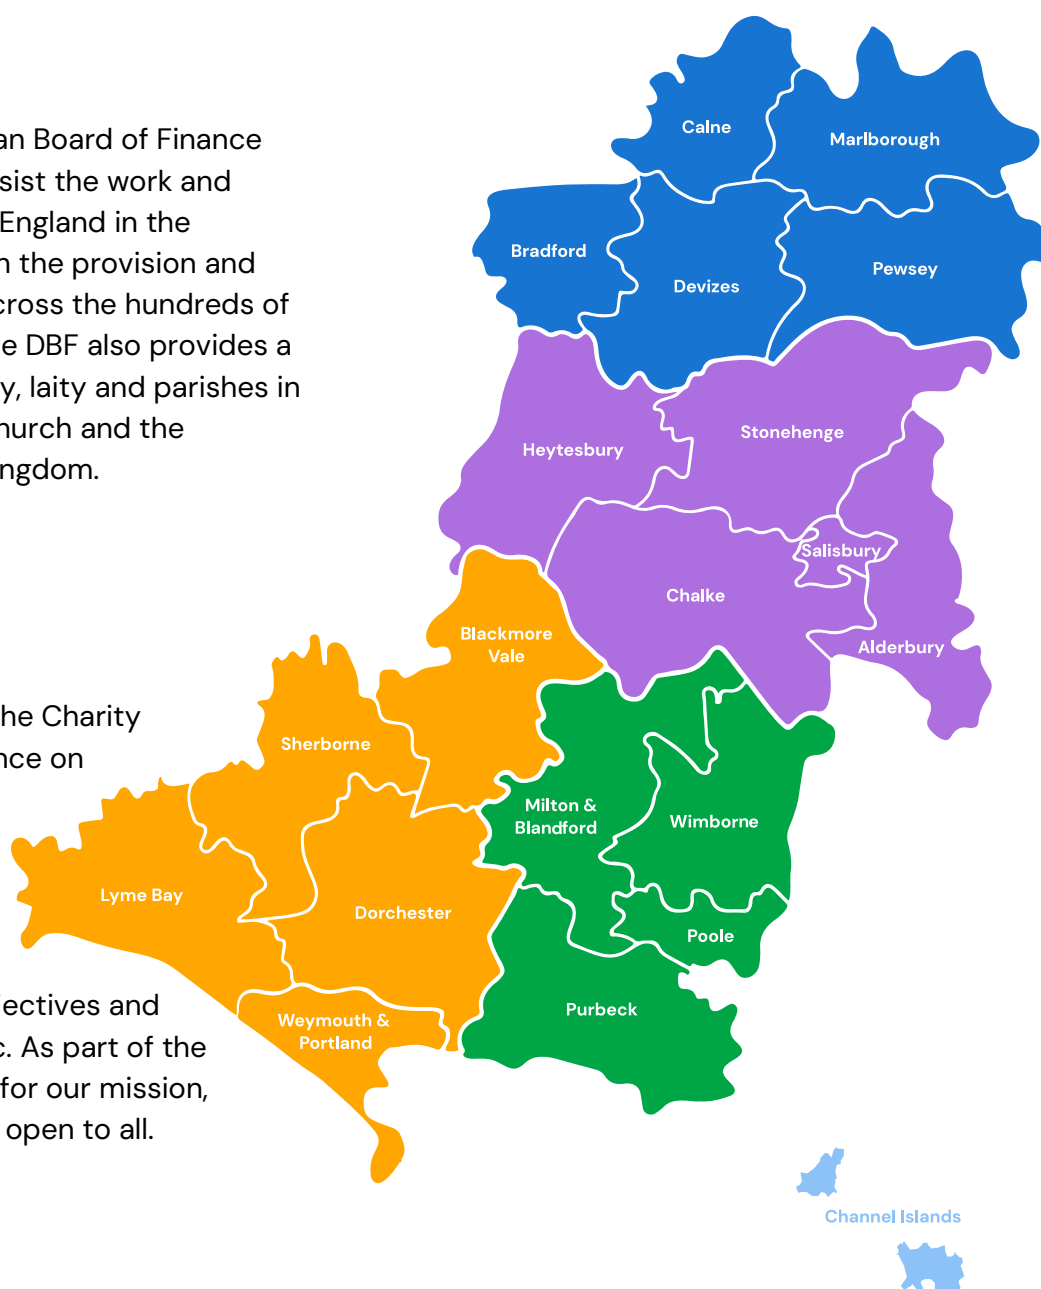 an Board of Finance
sist the work and
England in the
n the provision and
cross the hundreds of
e DBF also provides a
y, laity and parishes in
hurch and the
ngdom.
he Charity
nce on
jectives and
c. As part of the
for our mission,
open to all.
Calne
Marlborough
Bradford
Devizes
Pewsey
Heytesbury
Stonehenge
Salisbury
Chalke
Alderbury
Blackmore
Vale
Sherborne
Milton &
Blandford
Wimborne
Lyme Bay
Dorchester
Poole
Purbeck
Weymouth &
Portland
Channel Islands